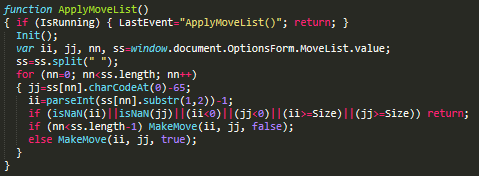 function ApplyMoveList()
{ if (IsRunning) { LastEvent="ApplyMoveList()"; return; }
Init();
var ii, jj, nn, ss=window.document.OptionsForm.MoveList.value;
ss=ss.split(" ");
for (nn=0; nn<ss.length; nn++)
{ jj=ss[nn].charCodeAt(0)-65;
ii=parseInt(ss[nn].substr(1,2))-1;
if (isNaN(ii)||isNaN(jj)||(ii<0)||(jj<0)||(ii>=Size)||(jj>=Size)) return;
if (nn<ss.length-1) MakeMove(ii, jj, false);
else MakeMove(ii, jj, true);
}
}